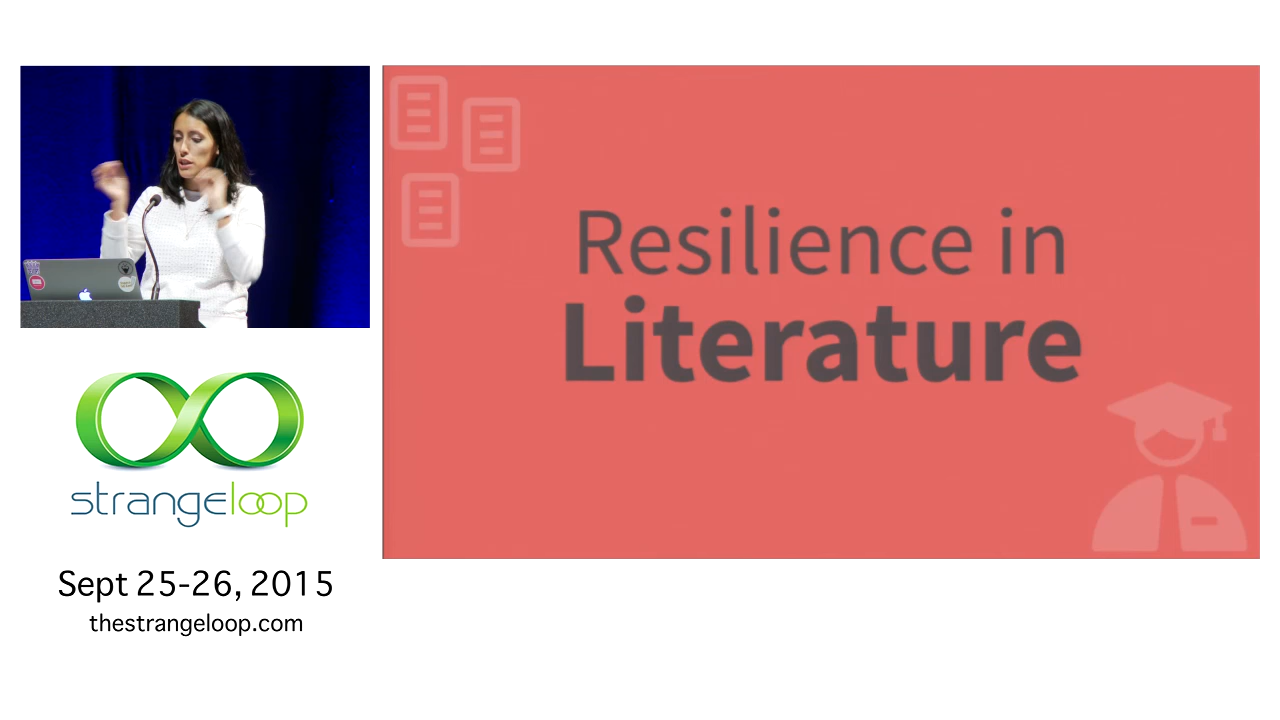 Resilience in
Literature
strangeloop
Sept 25-26, 2015
thestrangeloop.com